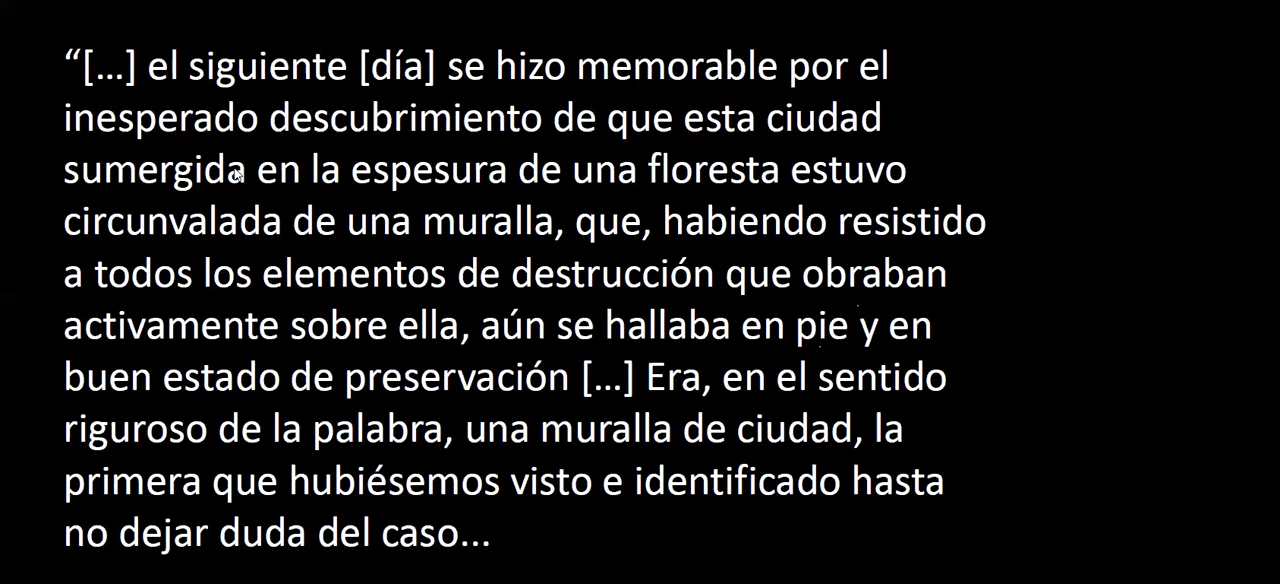 “[…] el siguiente [día] se hizo memorable por el
inesperado descubrimiento de que esta ciudad
sumergida en la espesura de una floresta estuvo
circunvalada de una muralla, que, habiendo resistido
a todos los elementos de destrucción que obraban
activamente sobre ella, aún se hallaba en pie y en
buen estado de preservación […] Era, en el sentido
riguroso de la palabra, una muralla de ciudad, la
primera que hubiésemos visto e identificado hasta
no dejar duda del caso...